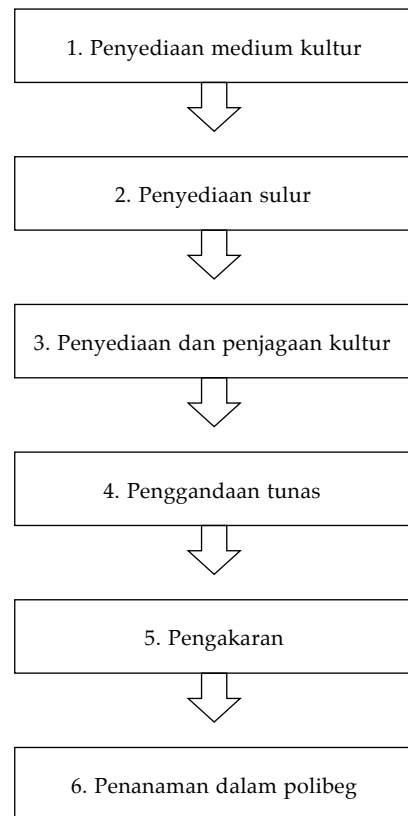 1. Penyediaan medium kultur
2. Penyediaan sulur
3. Penyediaan dan penjagaan kultur
4. Penggandaan tunas
5. Pengakaran
6. Penanaman dalam polibeg